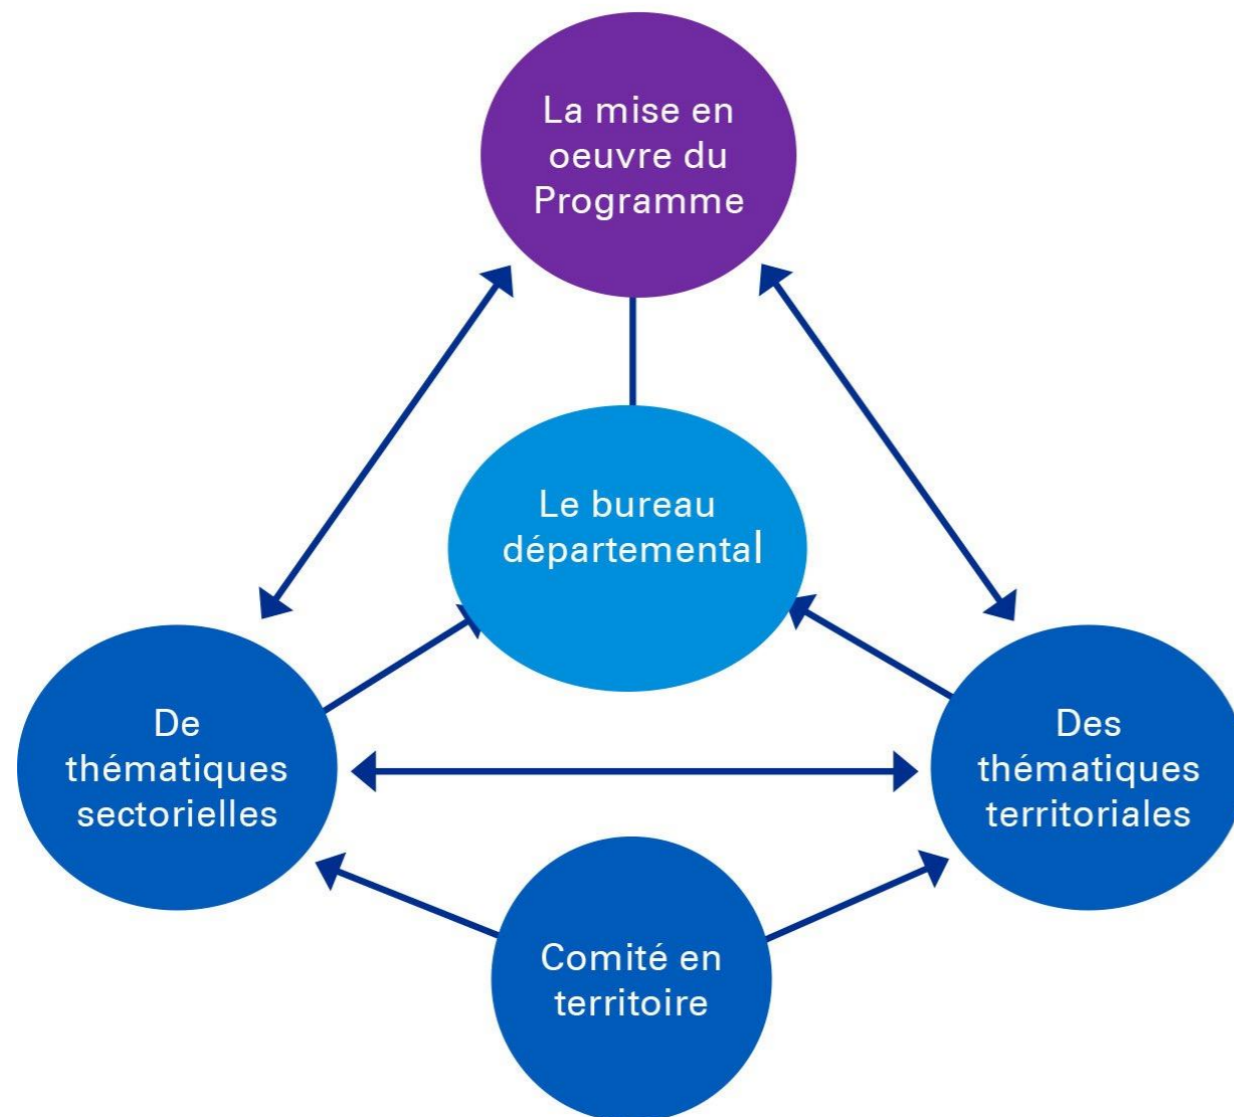 La mise en
oeuvre du
Programme
Le bureau
départemental
De
thématiques
sectorielles
Des
thématiques
territoriales
Comité en
territoire